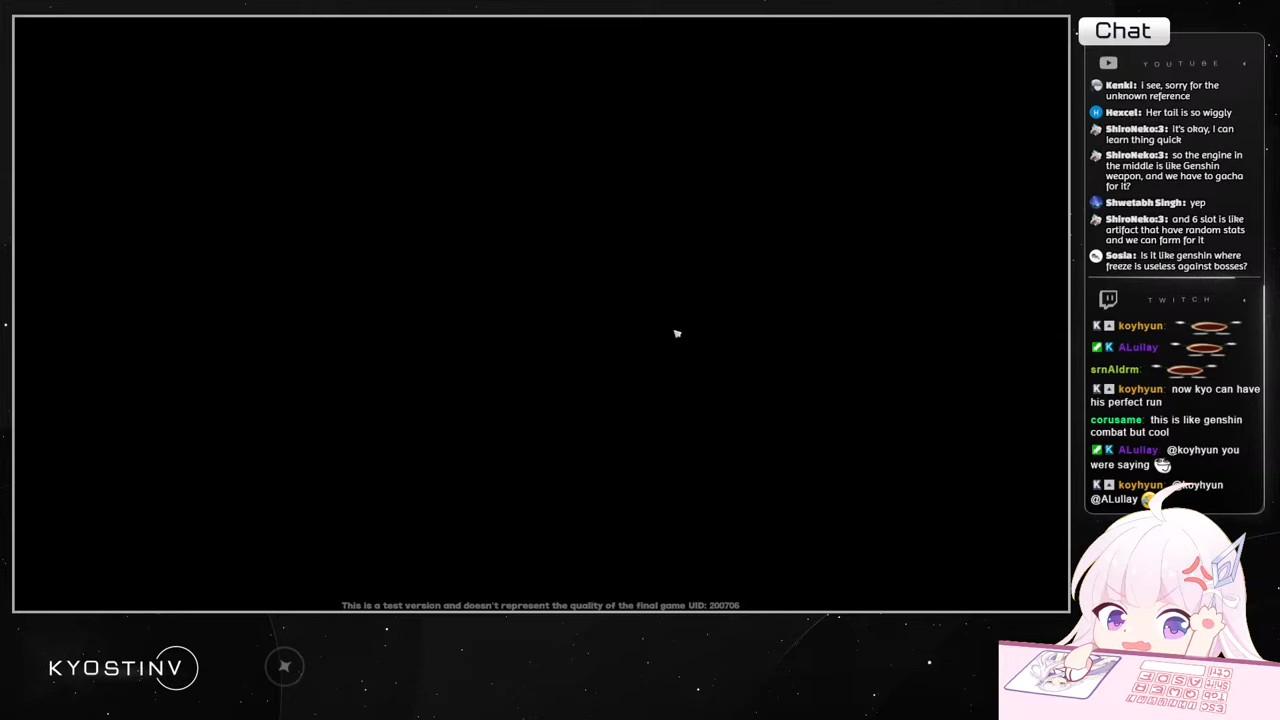 Chat
YOUTUBE
Kenki: I see, sorry for the
unknown reference
Hexcel: Her tail is so wiggly
ShiroNeko:3: It's okay, I can
learn thing quick
ShiroNeko:3: so the engine in
the middle is like Genshin
weapon, and we have to gacha
for it?
Shwetabh Singh: yep
ShiroNeko:3: and 6 slot is like
artifact that have random stats
and we can farm for it
Sosia: Is it like genshin where
freeze is useless against bosses?
TWITCH
koyhyun:
ALullay
srnAldrm:
koyhyun: now kyo can have
his perfect run
corusame: this is like genshin
combat but cool
ALullay @koyhyun you
were saying
koyhyun: @koyhyun
@ALullay
This is a test version and doesn't represent the quality of the final game UID: 200706
KYOSTINV